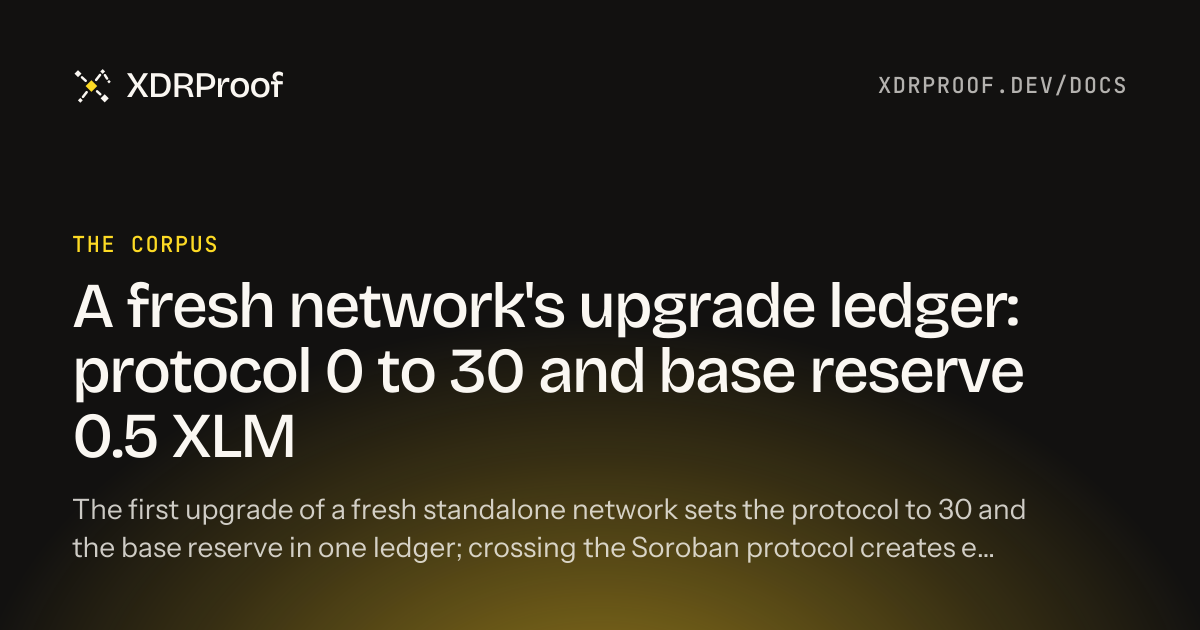 XDRProof
XDRPROOF.DEV/DOCS
THE CORPUS
A fresh network's upgrade ledger:
protocol 0 to 30 and base reserve
0.5 XLM
The first upgrade of a fresh standalone network sets the protocol to 30 and
the base reserve in one ledger; crossing the Soroban protocol creates e...